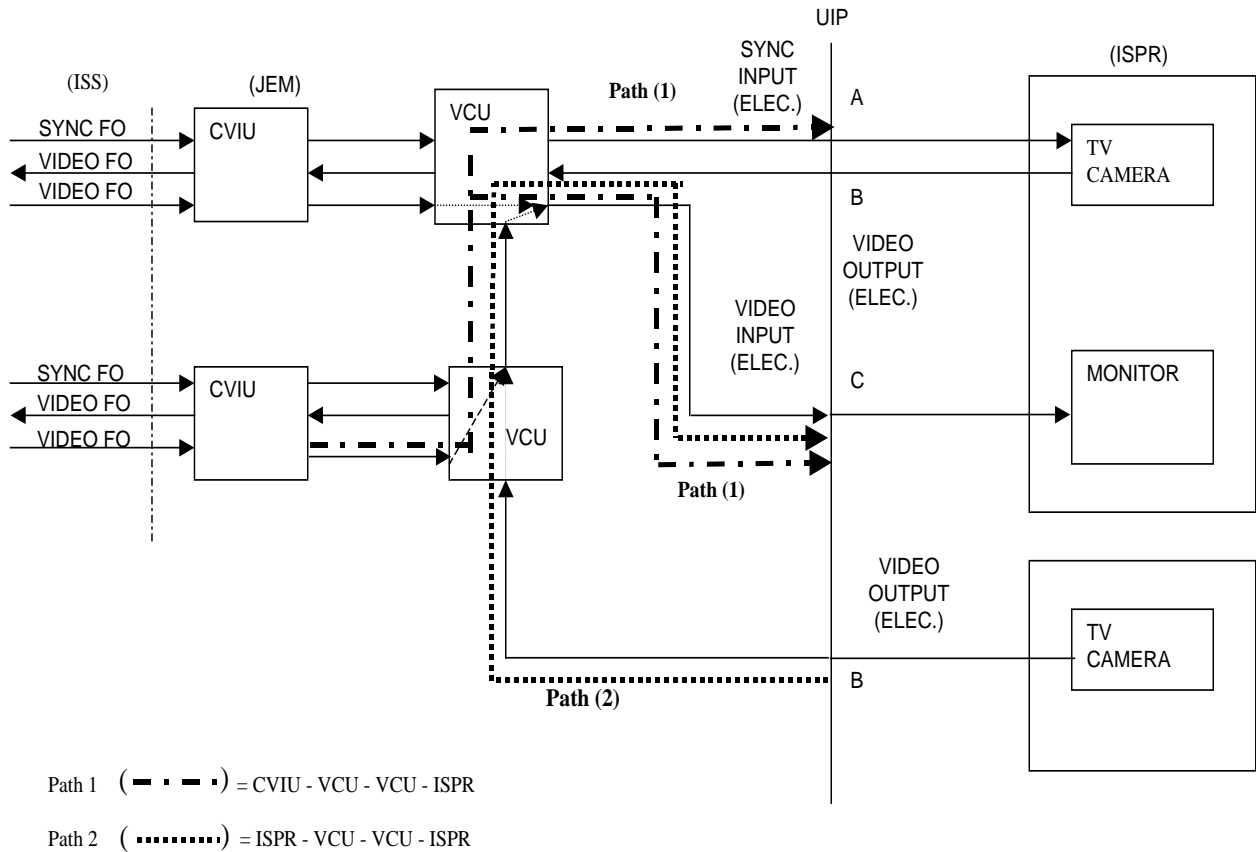 UIP
SYNC
INPUT
(ELEC.)
(ISPR)
(ISS)
(JEM)
Path (1)
A
VCU
CVIU
SYNC FO
VIDEO FO
VIDEO FO
TV
CAMERA
B
VIDEO
OUTPUT
(ELEC.)
VIDEO
INPUT
(ELEC.)
SYNC FO
VIDEO FO
VIDEO FO
CVIU
VCU
C
MONITOR
Path (1)
VIDEO
OUTPUT
(ELEC.)
TV
CAMERA
B
Path (2)
Path 1 ( ) = CVIU - VCU - VCU - ISPR
Path 2 ( ) = ISPR - VCU - VCU - ISPR